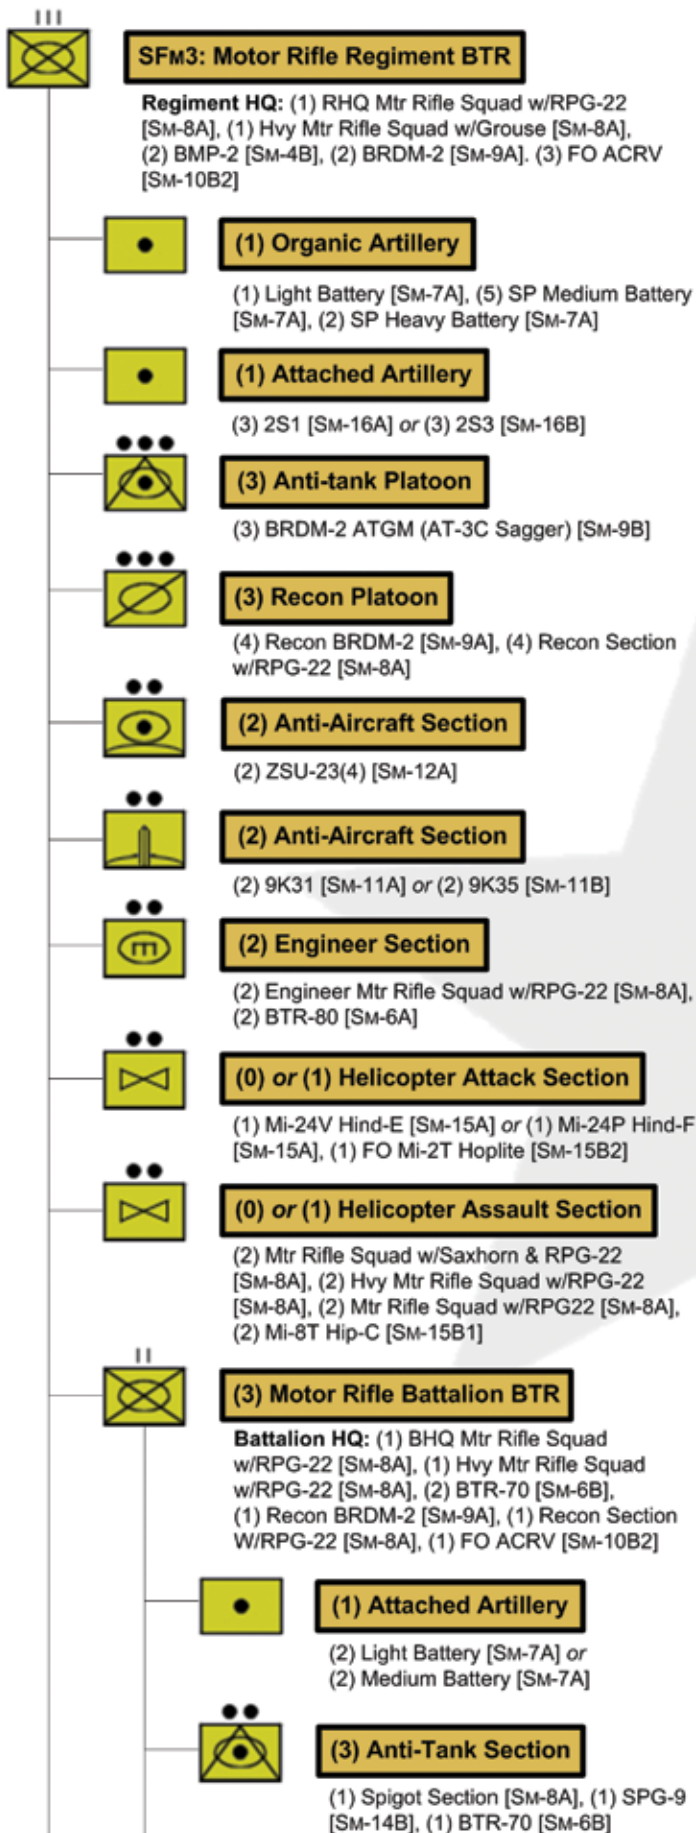 SFM3: Motor Rifle Regiment BTR
Regiment HQ: (1) RHQ Mtr Rifle Squad w/RPG-22
[SM-8A], (1) Hvy Mtr Rifle Squad w/Grouse [SM-8A],
(2) BMP-2 [SM-4B], (2) BRDM-2 [SM-9A]. (3) FO ACRV
[SM-10B2]
(1) Organic Artillery
(1) Light Battery [SM-7A], (5) SP Medium Battery
[SM-7A], (2) SP Heavy Battery [SM-7A]
(1) Attached Artillery
(3) 2S1 [SM-16A] or (3) 2S3 [SM-16B]
(3) Anti-tank Platoon
(3) BRDM-2 ATGM (AT-3C Sagger) [SM-9B]
(3) Recon Platoon
(4) Recon BRDM-2 [SM-9A], (4) Recon Section
w/RPG-22 [SM-8A]
(2) Anti-Aircraft Section
(2) ZSU-23(4) [SM-12A]
(2) Anti-Aircraft Section
(2) 9K31 [SM-11A] or (2) 9K35 [SM-11B]
(2) Engineer Section
(2) Engineer Mtr Rifle Squad w/RPG-22 [SM-8A],
(2) BTR-80 [SM-6A]
(0) or (1) Helicopter Attack Section
(1) Mi-24V Hind-E [SM-15A] or (1) Mi-24P Hind-F
[SM-15A], (1) FO Mi-2T Hoplite [SM-15B2]
(0) or (1) Helicopter Assault Section
(2) Mtr Rifle Squad w/Saxhorn & RPG-22
[SM-8A], (2) Hvy Mtr Rifle Squad w/RPG-22
[SM-8A], (2) Mtr Rifle Squad w/RPG22 [SM-8A],
(2) Mi-8T Hip-C [SM-15B1]
(3) Motor Rifle Battalion BTR
Battalion HQ: (1) BHQ Mtr Rifle Squad
w/RPG-22 [SM-8A], (1) Hvy Mtr Rifle Squad
w/RPG-22 [SM-8A], (2) BTR-70 [SM-6B],
(1) Recon BRDM-2 [SM-9A], (1) Recon Section
W/RPG-22 [SM-8A], (1) FO ACRV [SM-10B2]
(1) Attached Artillery
(2) Light Battery [SM-7A] or
(2) Medium Battery [SM-7A]
(3) Anti-Tank Section
(1) Spigot Section [SM-8A], (1) SPG-9
[SM-14B], (1) BTR-70 [SM-6B]